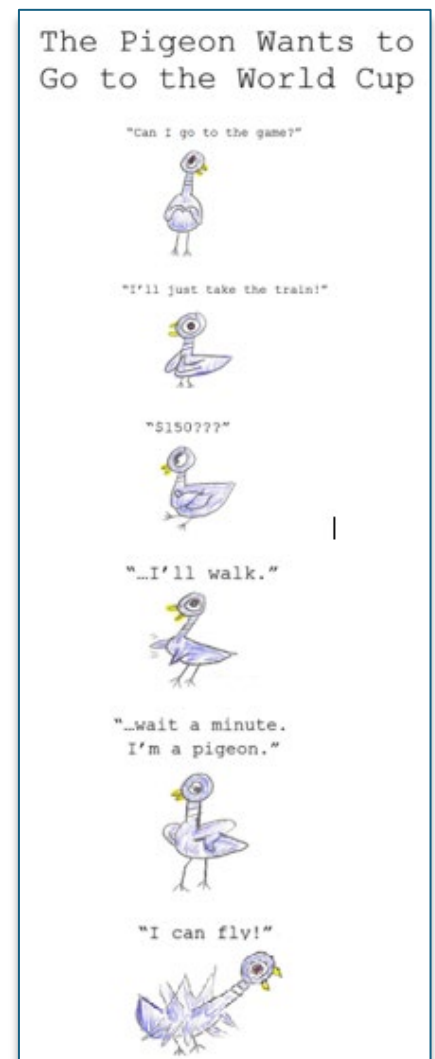 The Pigeon Wants to
Go to the World Cup
"Can I go to the game?"
"I'll just take the train!"
"$150???"
"…I'll walk."
"…wait a minute.
I'm a pigeon."
"I can fly!"